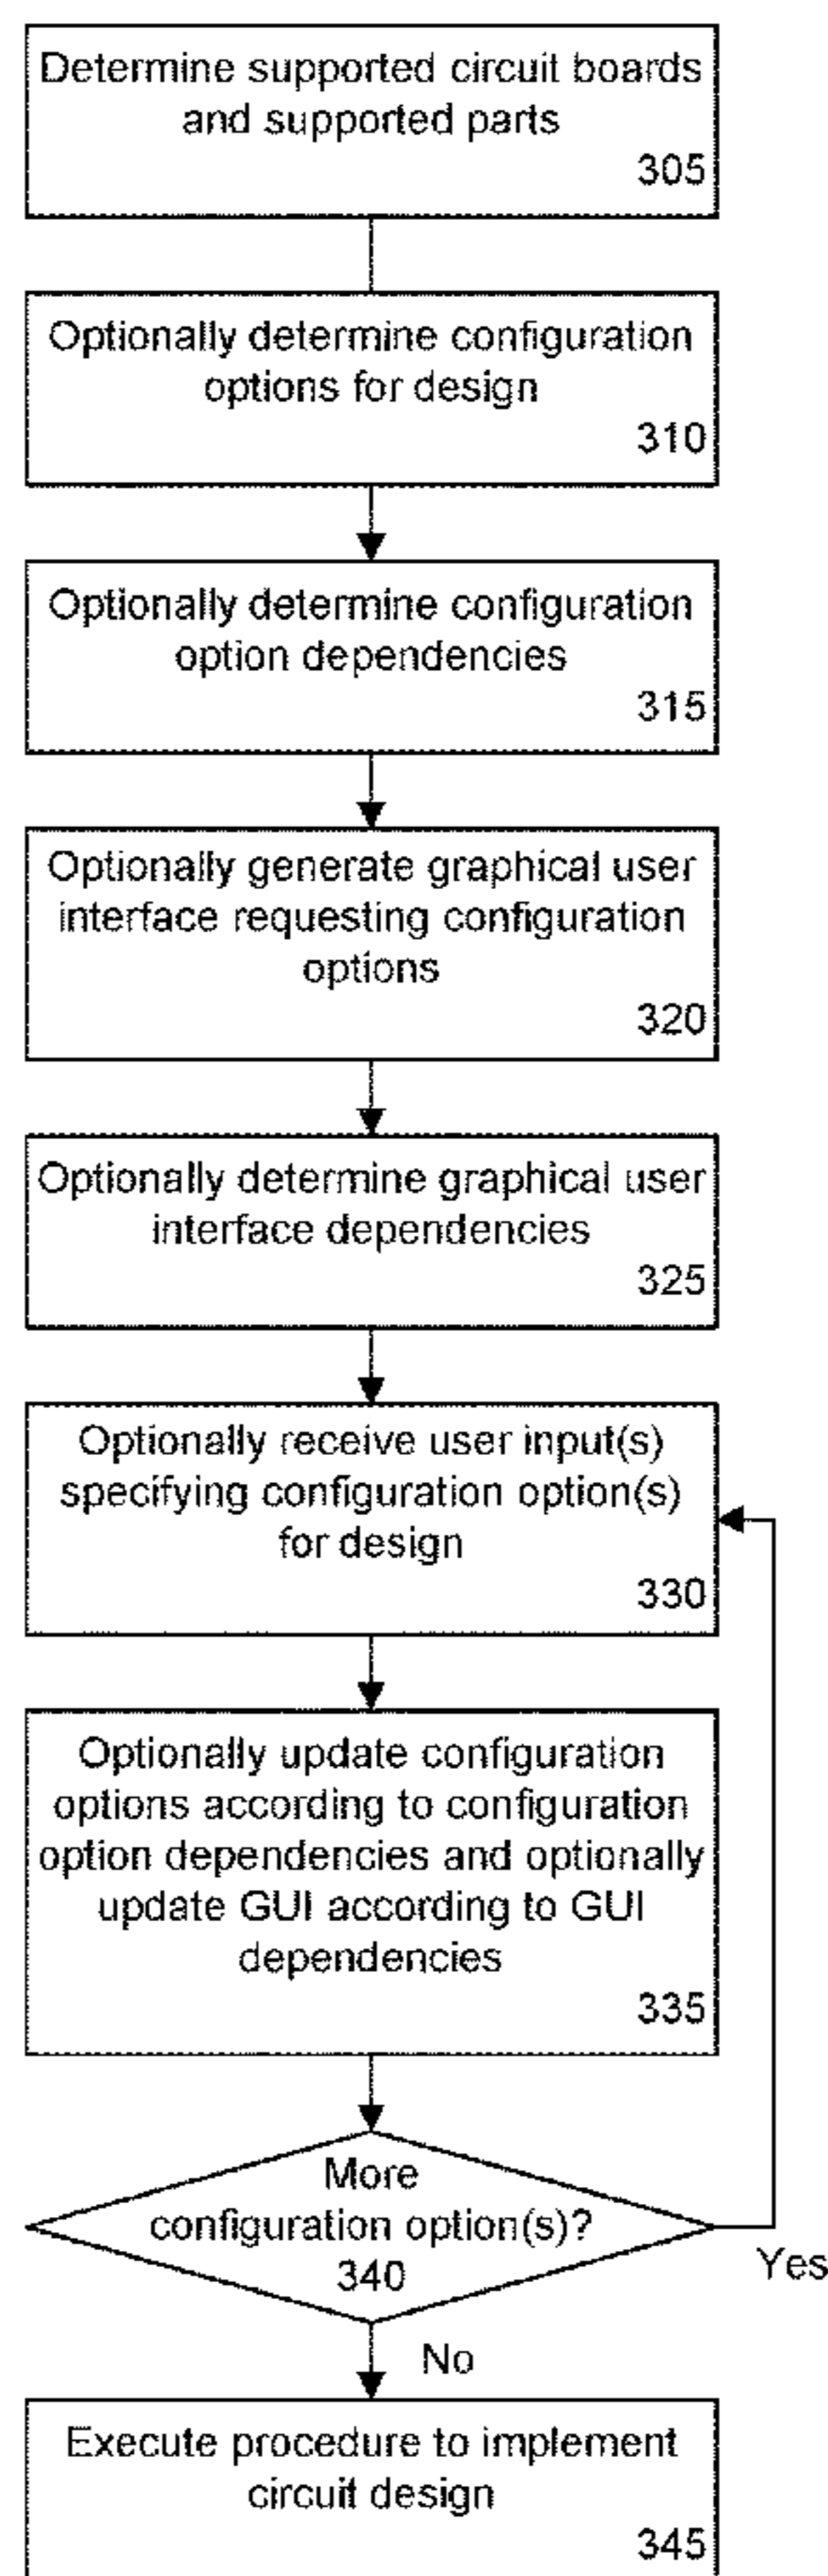 Determine supported circuit boards
and supported parts
305
Optionally determine configuration
options for design
310
Optionally determine configuration
option dependencies
315
Optionally generate graphical user
interface requesting configuration
options
320
Optionally determine graphical user
interface dependencies
325
Optionally receive user input(s)
specifying configuration option(s)
for design
330
Optionally update configuration
options according to configuration
option dependencies and optionally
update GUI according to GUI
dependencies
335
More
configuration option(s)?
340
Yes
No
Execute procedure to implement
circuit design
345